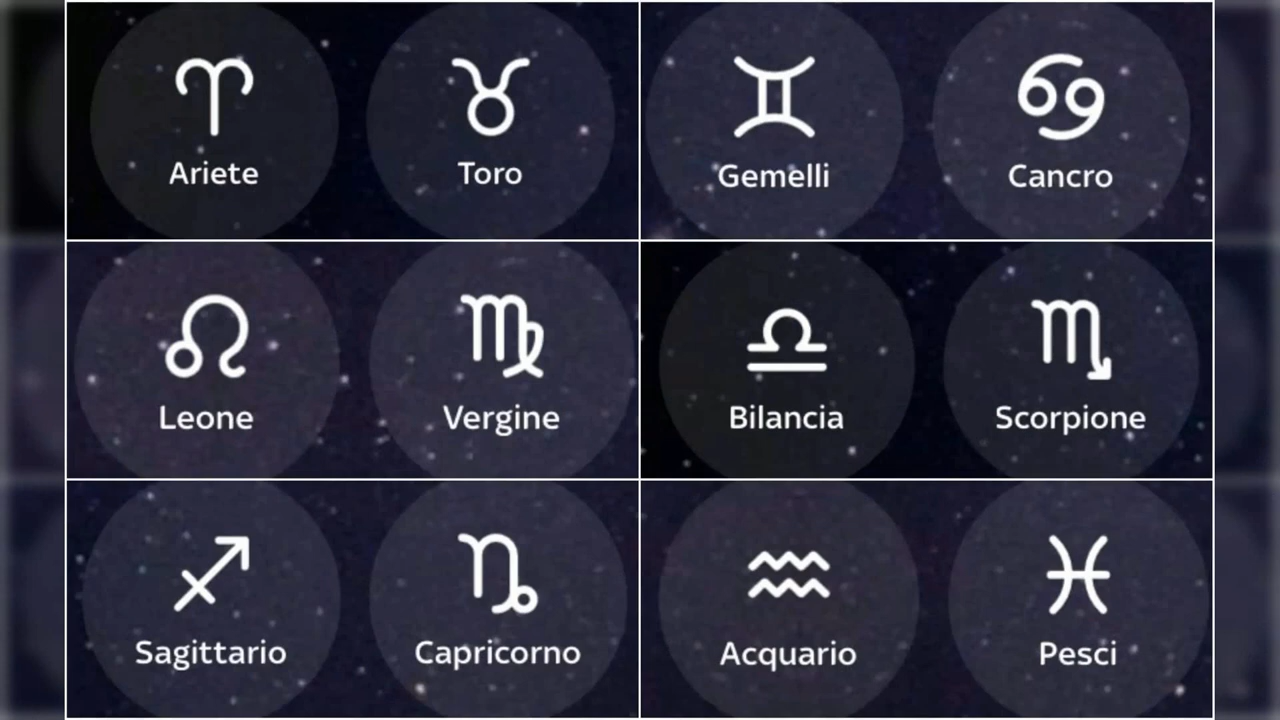 Ariete
Toro
Gemelli
Cancro
Leone
Vergine
Bilancia
Scorpione
Sagittario
Capricorno
Acquario
Pesci